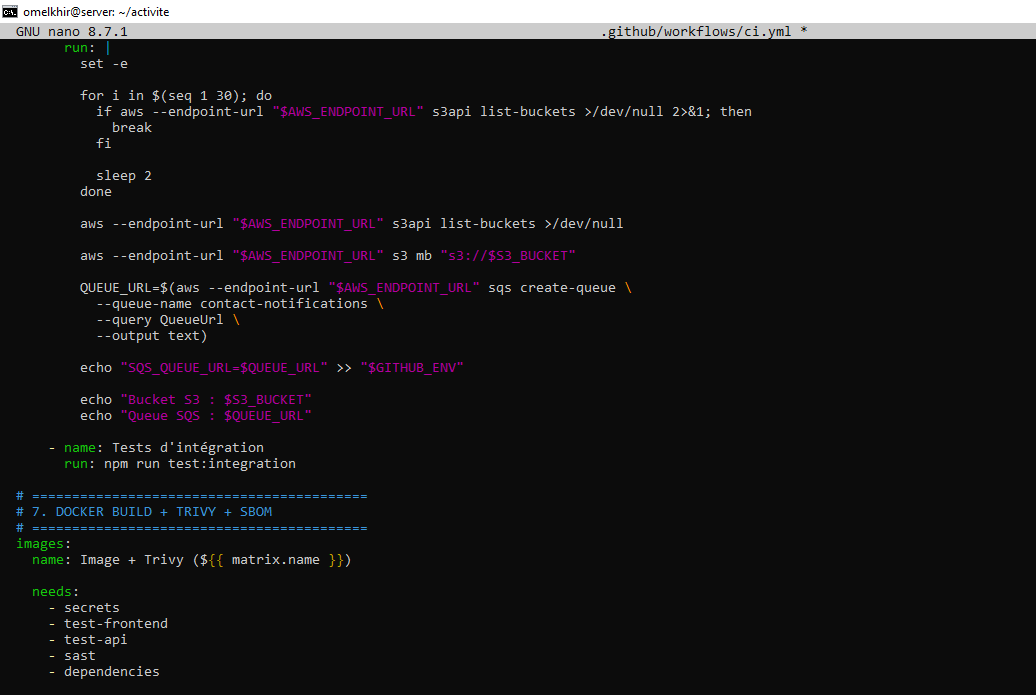 omelkhir@server: ~/activite
GNU nano 8.7.1 .github/workflows/ci.yml *
run: |
set -e
for i in $(seq 1 30); do
if aws --endpoint-url "$AWS_ENDPOINT_URL" s3api list-buckets >/dev/null 2>&1; then
break
fi
sleep 2
done
aws --endpoint-url "$AWS_ENDPOINT_URL" s3api list-buckets >/dev/null
aws --endpoint-url "$AWS_ENDPOINT_URL" s3 mb "s3://$S3_BUCKET"
QUEUE_URL=$(aws --endpoint-url "$AWS_ENDPOINT_URL" sqs create-queue \
--queue-name contact-notifications \
--query QueueUrl \
--output text)
echo "SQS_QUEUE_URL=$QUEUE_URL" >> "$GITHUB_ENV"
echo "Bucket S3 : $S3_BUCKET"
echo "Queue SQS : $QUEUE_URL"
- name: Tests d'intégration
run: npm run test:integration
# ==========================================
# 7. DOCKER BUILD + TRIVY + SBOM
# ==========================================
images:
name: Image + Trivy (${{ matrix.name }})
needs:
- secrets
- test-frontend
- test-api
- sast
- dependencies